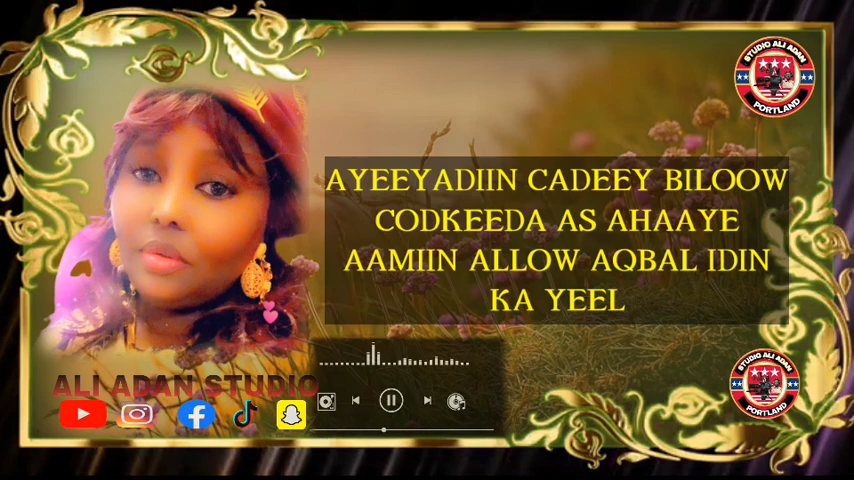 STUDIO ALI ADAN
PORTLAND
AYEEYADIIN CADEEY BILOOW
CODKEEDA AS AHAAYE
AAMIIN ALLOW AQBAL IDIN
KA YEEL
STUDIO ALI ADAN
PORTLAND
ALI ADAN STUDIO